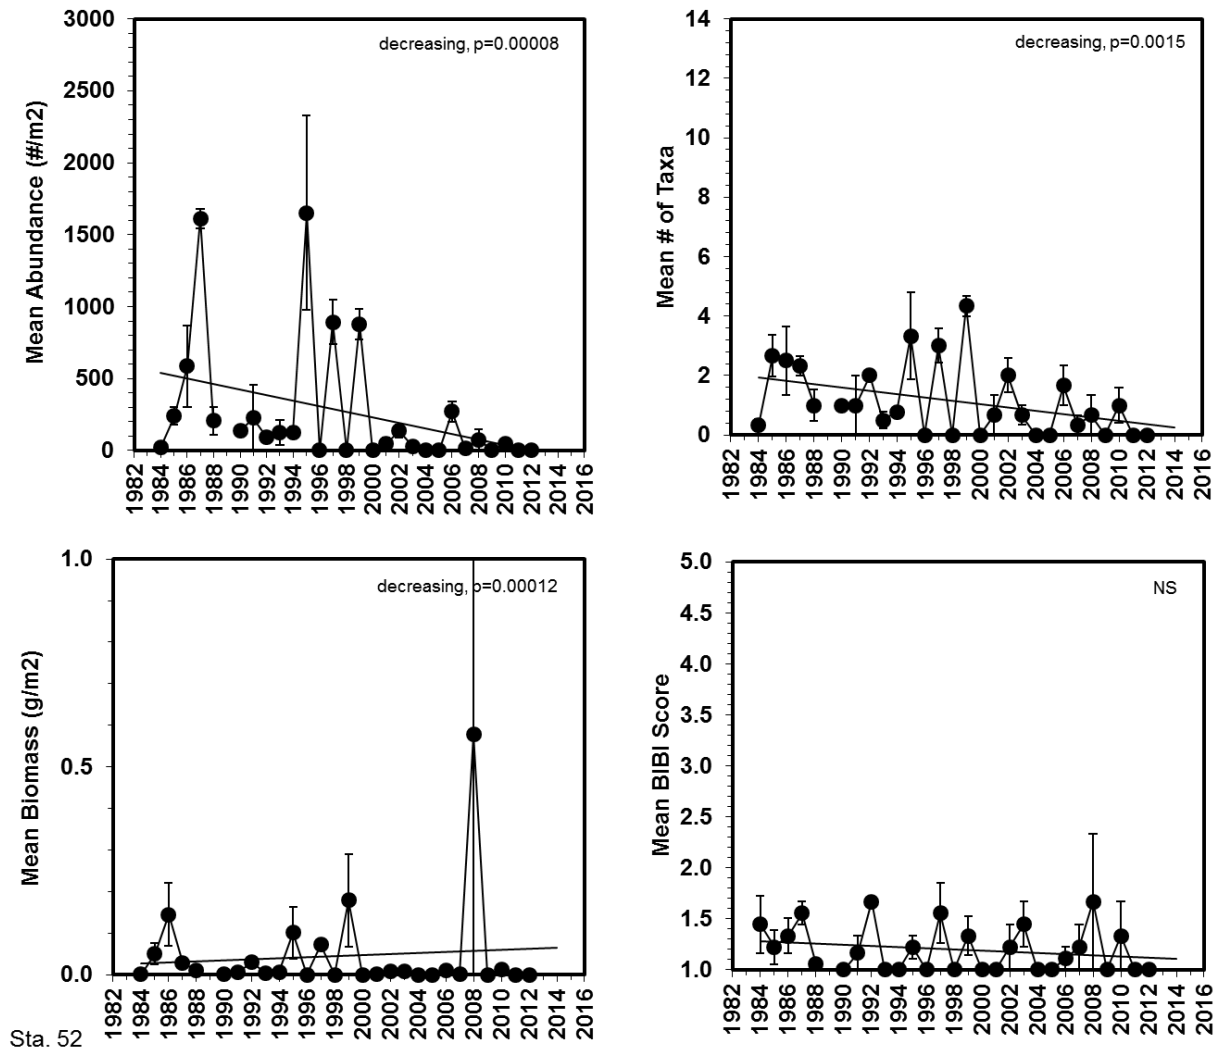 decreasing, p=0.00008
Mean Abundance (#/m2)
3000
2500
2000
1500
1000
500
0
1982 1984 1986 1988 1990 1992 1994 1996 1998 2000 2002 2004 2006 2008 2010 2012 2014 2016
decreasing, p=0.0015
Mean # of Taxa
14
12
10
8
6
4
2
0
1982 1984 1986 1988 1990 1992 1994 1996 1998 2000 2002 2004 2006 2008 2010 2012 2014 2016
decreasing, p=0.00012
Mean Biomass (g/m2)
1.0
0.5
0.0
1982 1984 1986 1988 1990 1992 1994 1996 1998 2000 2002 2004 2006 2008 2010 2012 2014 2016
NS
Mean BIBI Score
5.0
4.5
4.0
3.5
3.0
2.5
2.0
1.5
1.0
1982 1984 1986 1988 1990 1992 1994 1996 1998 2000 2002 2004 2006 2008 2010 2012 2014 2016
Sta. 52